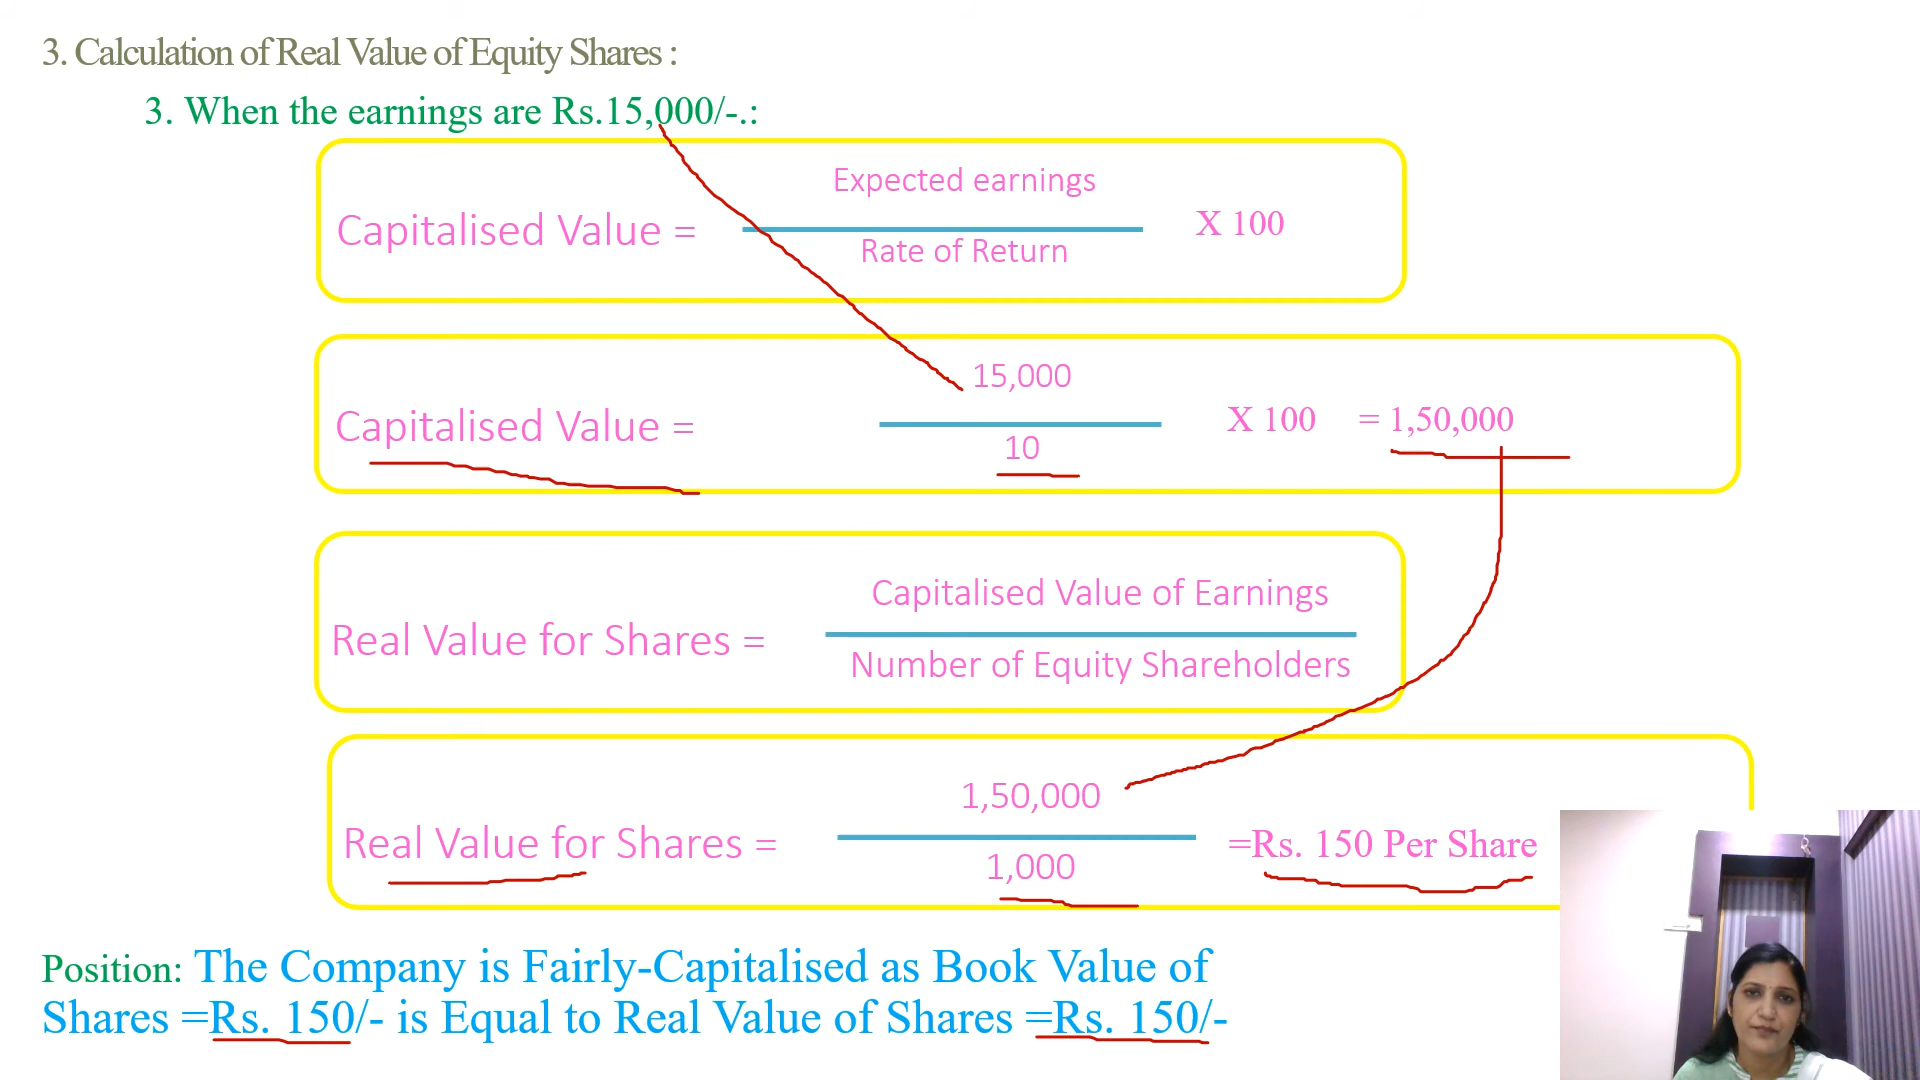 3. Calculation of Real Value of Equity Shares :
3. When the earnings are Rs.15,000/-.:
Expected earnings
Capitalised Value = X 100
Rate of Return
15,000
Capitalised Value = X 100 = 1,50,000
10
Capitalised Value of Earnings
Real Value for Shares =
Number of Equity Shareholders
1,50,000
Real Value for Shares = =Rs. 150 Per Share
1,000
Position: The Company is Fairly-Capitalised as Book Value of
Shares =Rs. 150/- is Equal to Real Value of Shares =Rs. 150/-